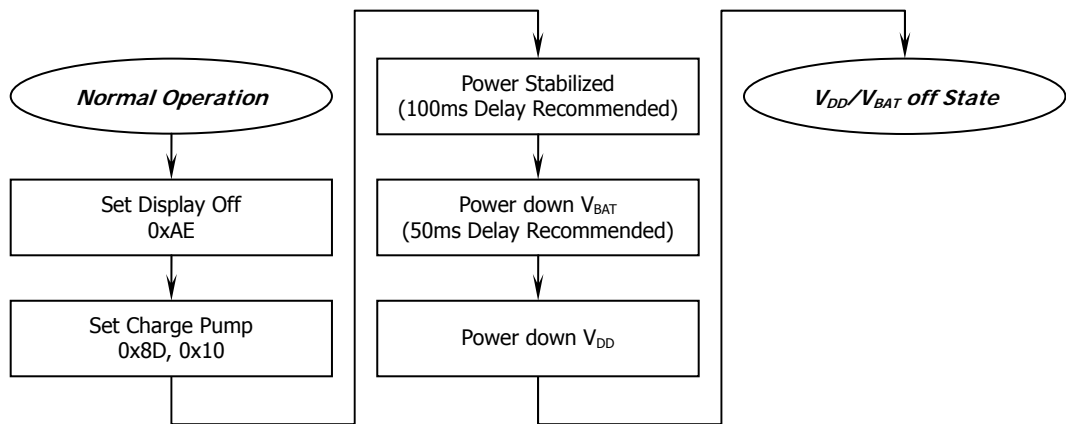 Normal Operation
Set Display Off
0xAE
Set Charge Pump
0x8D, 0x10
Power Stabilized
(100ms Delay Recommended)
Power down VBAT
(50ms Delay Recommended)
Power down VDD
VDD/VBAT off State